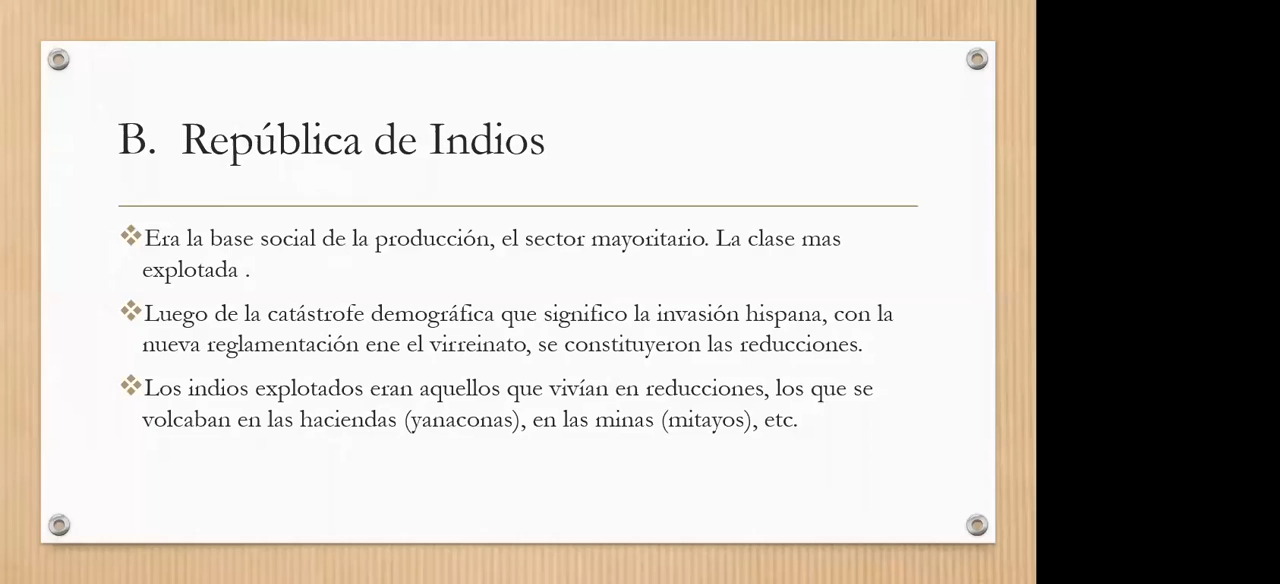 B. República de Indios
Era la base social de la producción, el sector mayoritario. La clase mas
explotada .
Luego de la catástrofe demográfica que significo la invasión hispana, con la
nueva reglamentación ene el virreinato, se constituyeron las reducciones.
Los indios explotados eran aquellos que vivían en reducciones, los que se
volcaban en las haciendas (yanaconas), en las minas (mitayos), etc.